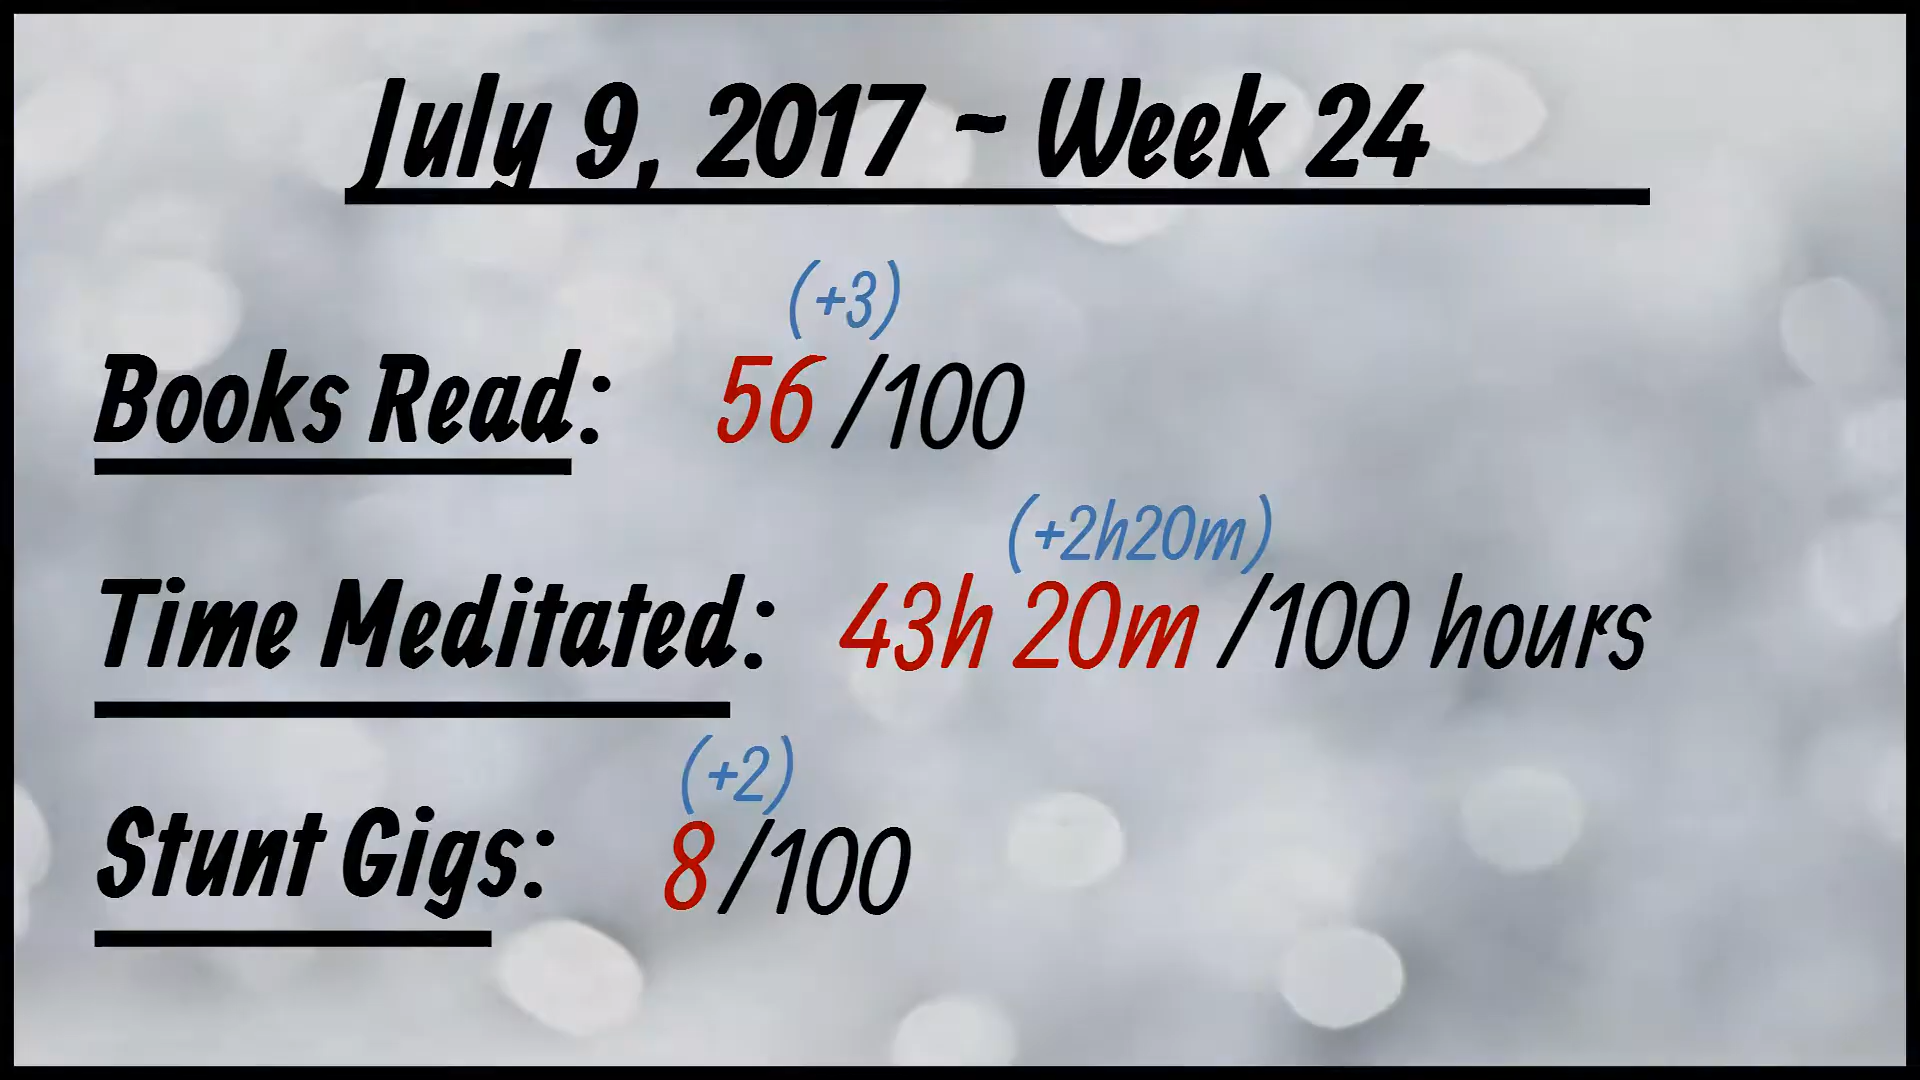 July 9, 2017 ~ Week 24
(+3)
Books Read: 56 /100
(+2h20m)
Time Meditated: 43h 20m /100 hours
(+2)
Stunt Gigs: 8 /100